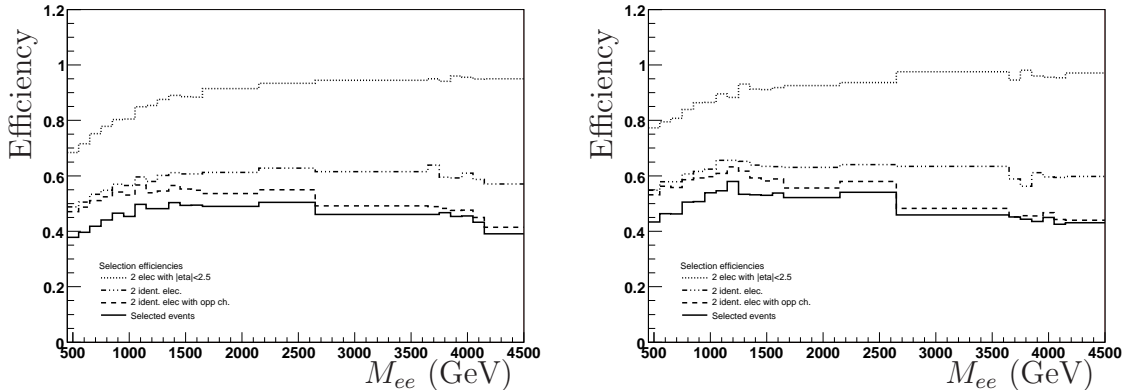 Efficiency
1.2
1
0.8
0.6
0.4
0.2
0
Selection efficiencies
2 elec with |eta|<2.5
2 ident. elec.
2 ident. elec with opp ch.
Selected events
500 1000 1500 2000 2500 3000 3500 4000 4500
M_ee (GeV)
Efficiency
1.2
1
0.8
0.6
0.4
0.2
0
Selection efficiencies
2 elec with |eta|<2.5
2 ident. elec.
2 ident. elec with opp ch.
Selected events
500 1000 1500 2000 2500 3000 3500 4000 4500
M_ee (GeV)